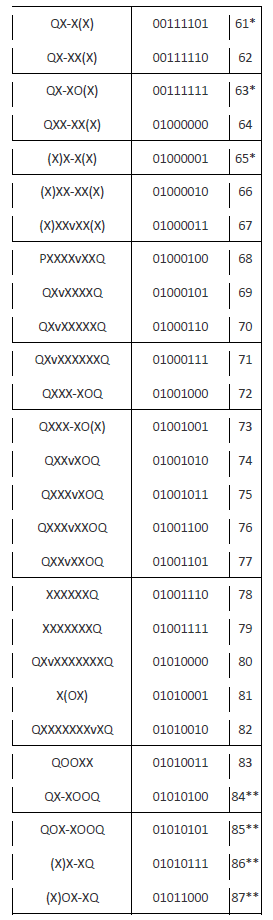 QX-X(X) 00111101 61*
QX-XX(X) 00111110 62
QX-XO(X) 00111111 63*
QXX-XX(X) 01000000 64
(X)X-X(X) 01000001 65*
(X)XX-XX(X) 01000010 66
(X)XXvXX(X) 01000011 67
PXXXXvXXQ 01000100 68
QXvXXXXQ 01000101 69
QXvXXXXXQ 01000110 70
QXvXXXXXXQ 01000111 71
QXXX-XOQ 01001000 72
QXXX-XO(X) 01001001 73
QXXvXOQ 01001010 74
QXXXvXOQ 01001011 75
QXXXvXXOQ 01001100 76
QXXvXXOQ 01001101 77
XXXXXXQ 01001110 78
XXXXXXXQ 01001111 79
QXvXXXXXXXQ 01010000 80
X(OX) 01010001 81
QXXXXXXXvXQ 01010010 82
QOOXX 01010011 83
QX-XOOQ 01010100 84**
QOX-XOOQ 01010101 85**
(X)X-XQ 01010111 86**
(X)OX-XQ 01011000 87**